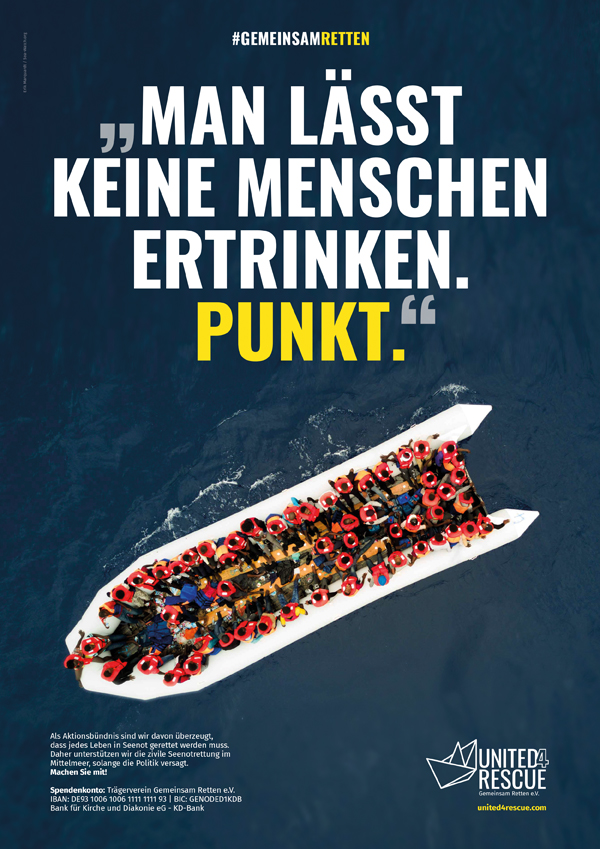 #GEMEINSAMRETTEN
„MAN LÄSST
KEINE MENSCHEN
ERTRINKEN.
PUNKT.“
Als Aktionsbündnis sind wir davon überzeugt,
dass jedes Leben in Seenot gerettet werden muss.
Daher unterstützen wir die zivile Seenotrettung im
Mittelmeer, solange die Politik versagt.
Machen Sie mit!
Spendenkonto: Trägerverein Gemeinsam Retten e.V.
IBAN: DE93 1006 1006 1111 1111 93 | BIC: GENODED1KDB
Bank für Kirche und Diakonie eG - KD-Bank
UNITED4
RESCUE
Gemeinsam Retten e.V.
united4rescue.com